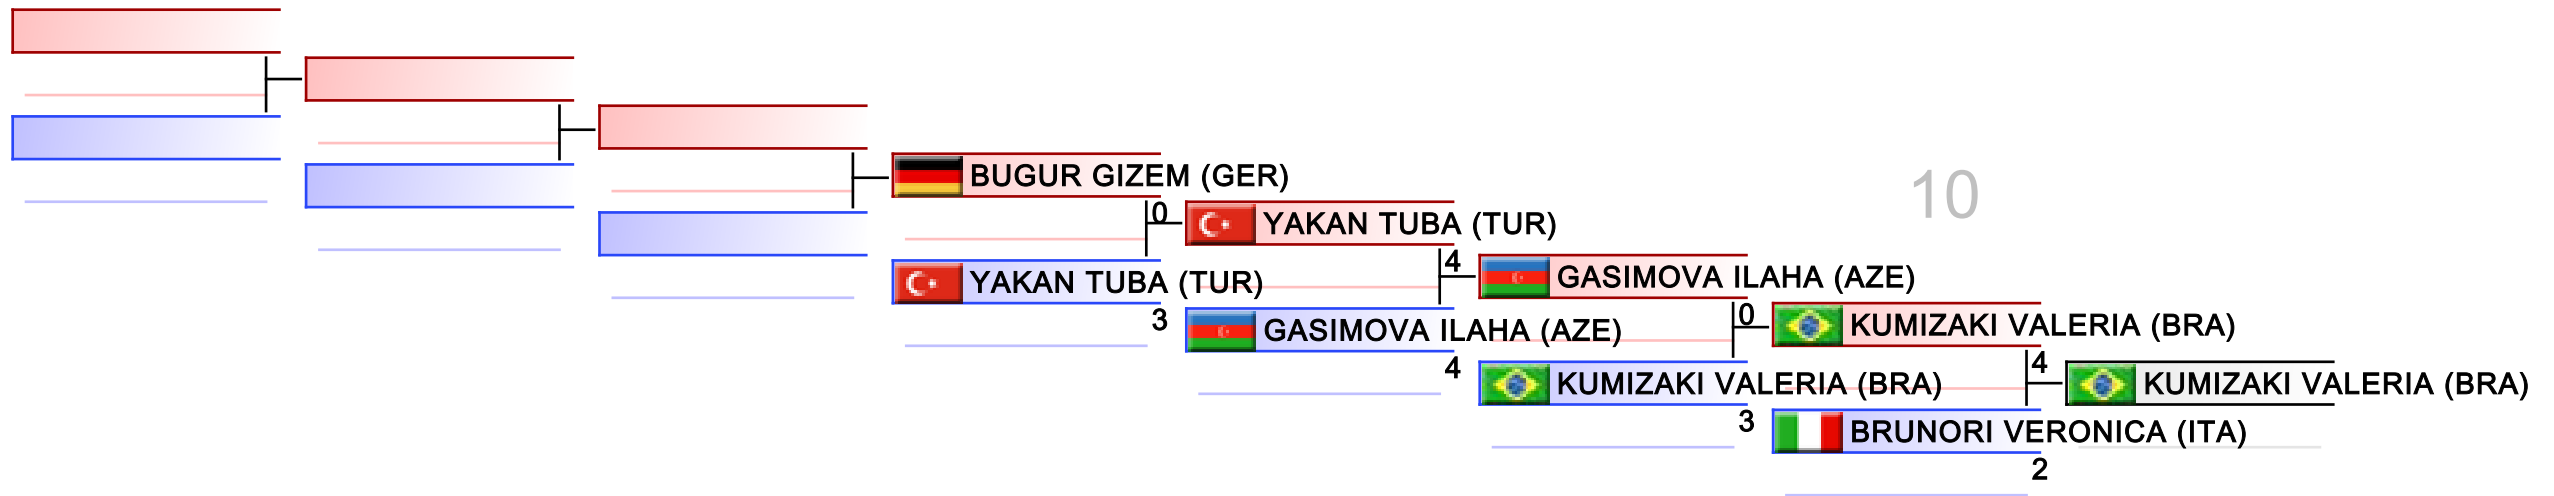 BUGUR GIZEM (GER)
0
YAKAN TUBA (TUR)
3
YAKAN TUBA (TUR)
4
GASIMOVA ILAHA (AZE)
4
GASIMOVA ILAHA (AZE)
0
KUMIZAKI VALERIA (BRA)
3
10
KUMIZAKI VALERIA (BRA)
4
BRUNORI VERONICA (ITA)
2
KUMIZAKI VALERIA (BRA)